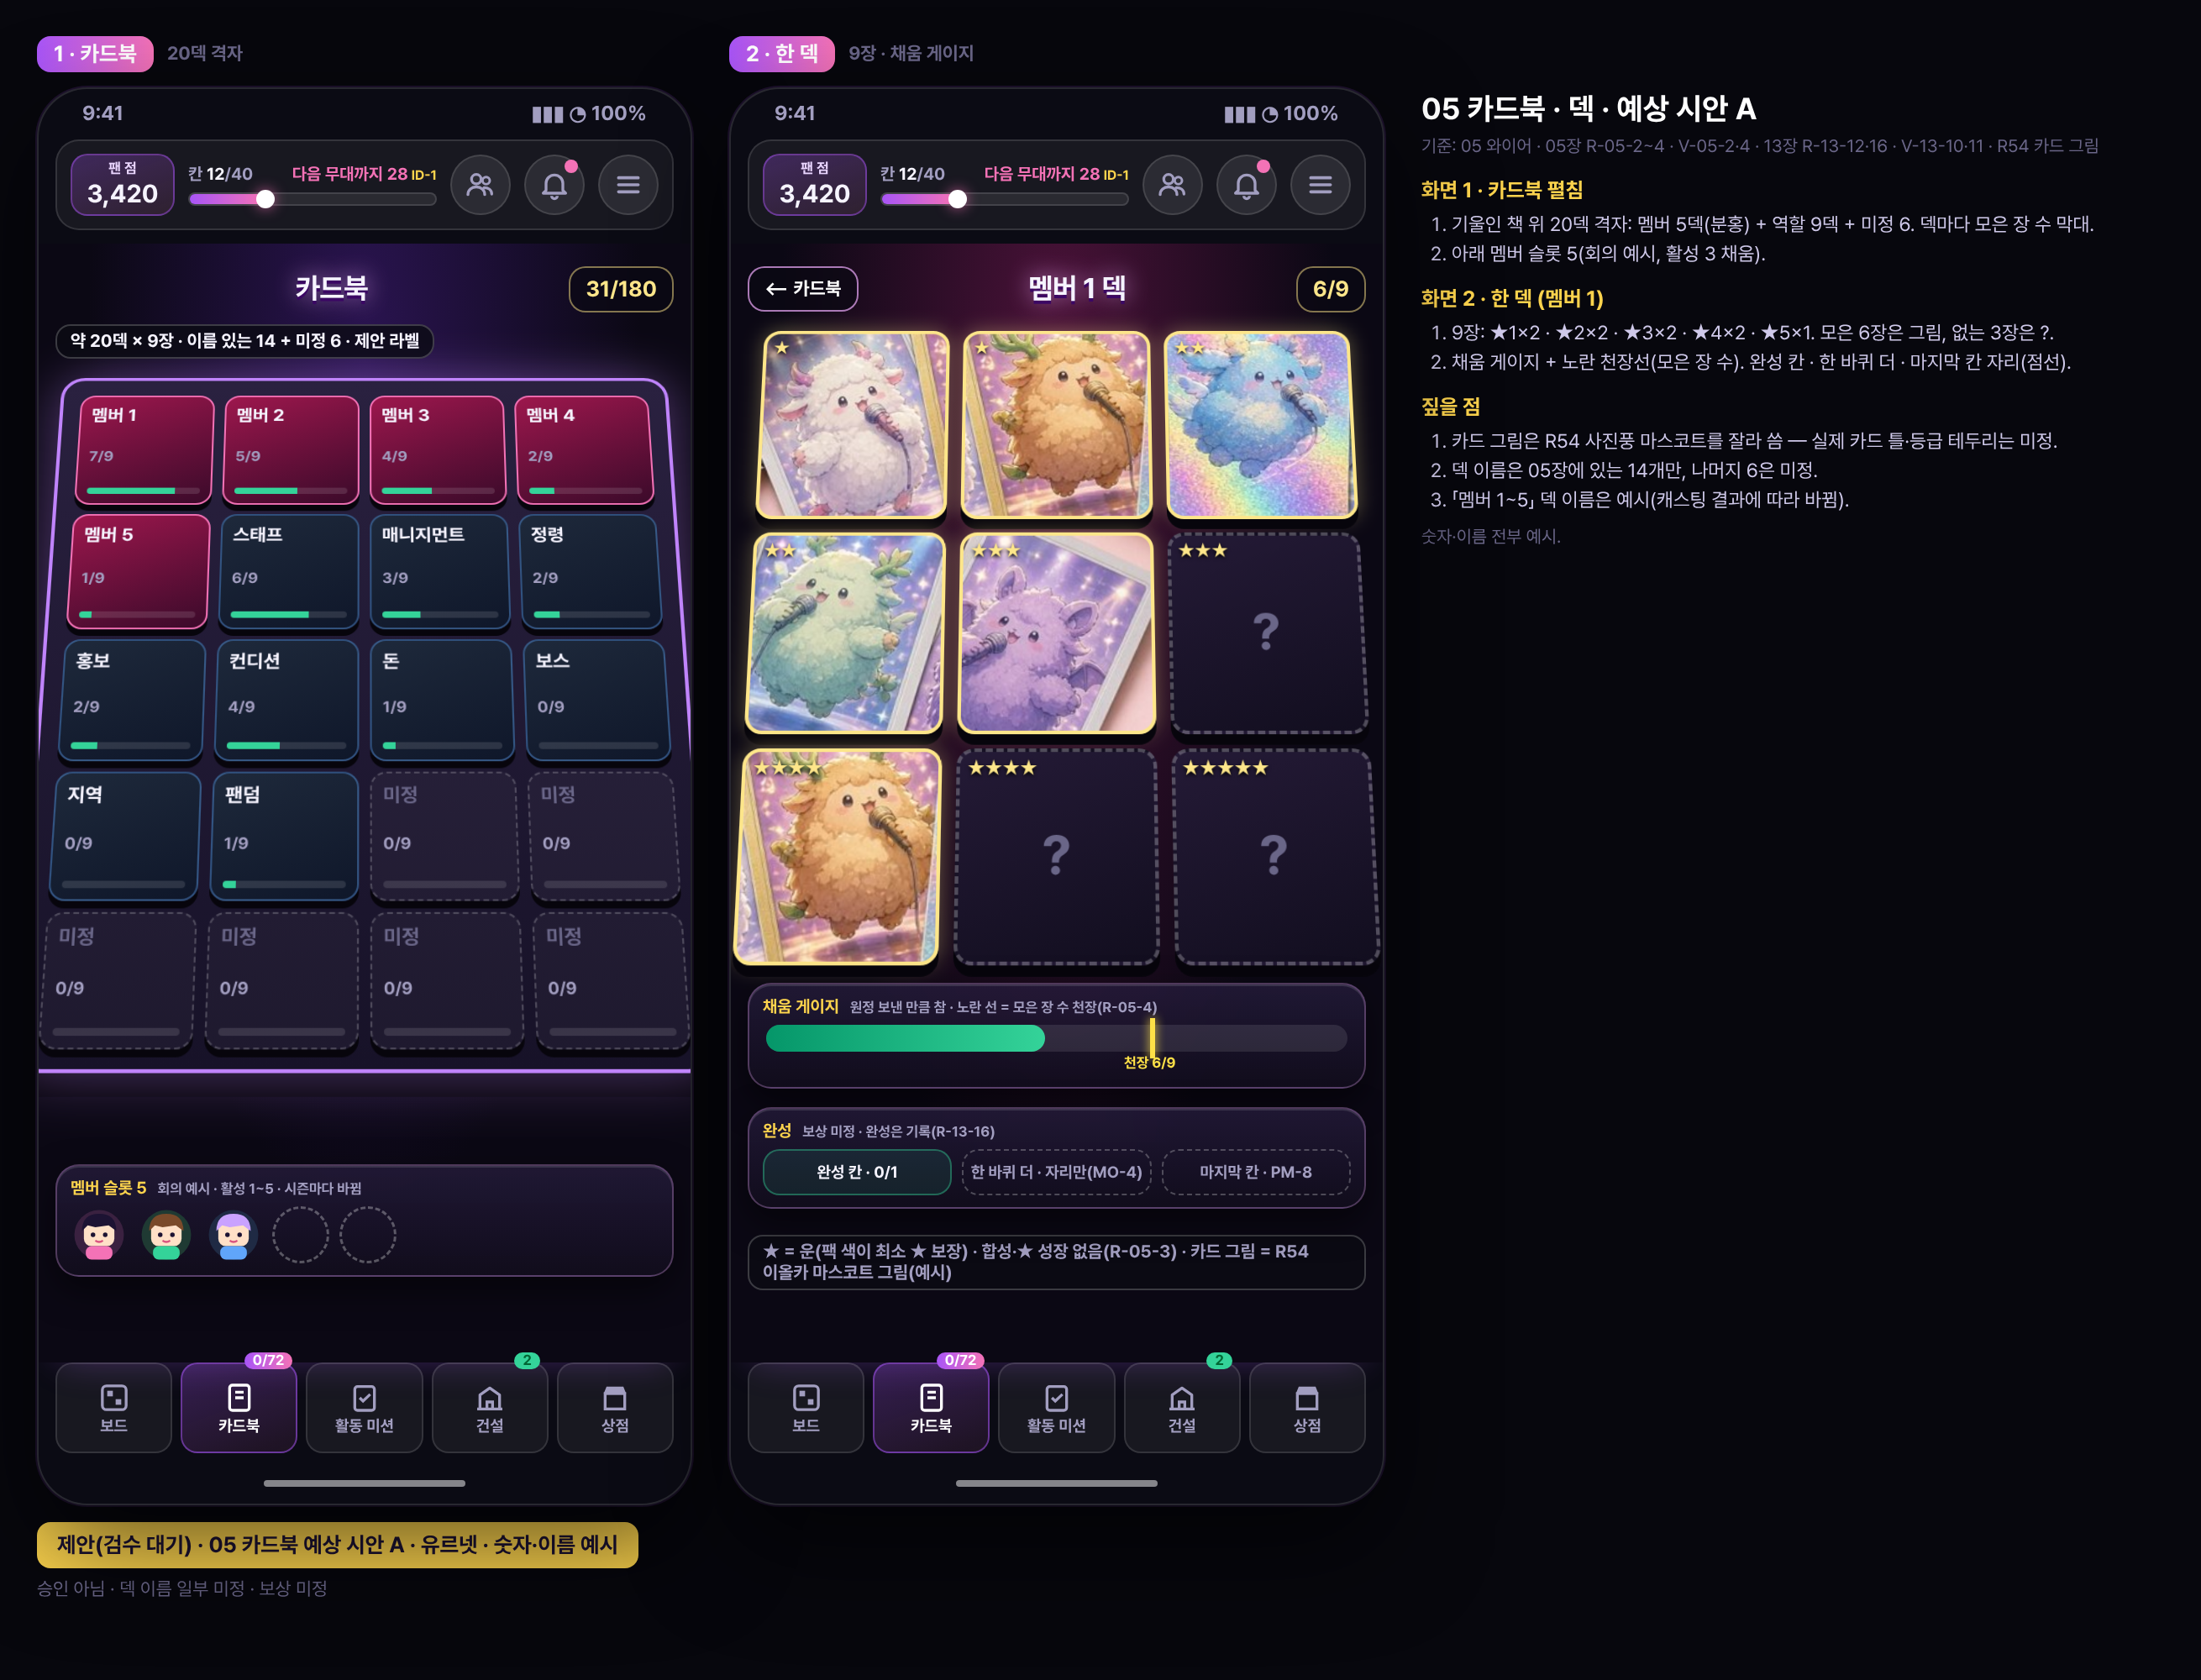 1 · 카드북 20덱 격자
9:41 100%
팬 점
3,420
칸 12/40 다음 무대까지 28 ID-1
카드북
31/180
약 20덱 × 9장 · 이름 있는 14 + 미정 6 · 제안 라벨
멤버 1 멤버 2 멤버 3 멤버 4
7/9 5/9 4/9 2/9
멤버 5 스태프 매니지먼트 정령
1/9 6/9 3/9 2/9
홍보 컨디션 돈 보스
2/9 4/9 1/9 0/9
지역 팬덤 미정 미정
0/9 1/9 0/9 0/9
미정 미정 미정 미정
0/9 0/9 0/9 0/9
멤버 슬롯 5 회의 예시 · 활성 1~5 · 시즌마다 바뀜
0/72 2
보드 카드북 활동 미션 건설 상점
제안(검수 대기) · 05 카드북 예상 시안 A · 유르넷 · 숫자·이름 예시
승인 아님 · 덱 이름 일부 미정 · 보상 미정
2 · 한 덱 9장 · 채움 게이지
9:41 100%
팬 점
3,420
칸 12/40 다음 무대까지 28 ID-1
← 카드북
멤버 1 덱
6/9
★ ★ ★★
★★ ★★★ ★★★
?
★★★★ ★★★★ ★★★★★
? ?
채움 게이지 원정 보낸 만큼 참 · 노란 선 = 모은 장 수 천장(R-05-4)
천장 6/9
완성 보상 미정 · 완성은 기록(R-13-16)
완성 칸 · 0/1 한 바퀴 더 · 자리만(MO-4) 마지막 칸 · PM-8
★ = 운(팩 색이 최소 ★ 보장) · 합성·★ 성장 없음(R-05-3) · 카드 그림 = R54
이올카 마스코트 그림(예시)
0/72 2
보드 카드북 활동 미션 건설 상점
05 카드북 · 덱 · 예상 시안 A
기준: 05 와이어 · 05장 R-05-2~4 · V-05-2·4 · 13장 R-13-12·16 · V-13-10·11 · R54 카드 그림
화면 1 · 카드북 펼침
1. 기울인 책 위 20덱 격자: 멤버 5덱(분홍) + 역할 9덱 + 미정 6. 덱마다 모은 장 수 막대.
2. 아래 멤버 슬롯 5(회의 예시, 활성 3 채움).
화면 2 · 한 덱 (멤버 1)
1. 9장: ★1×2 · ★2×2 · ★3×2 · ★4×2 · ★5×1. 모은 6장은 그림, 없는 3장은 ?.
2. 채움 게이지 + 노란 천장선(모은 장 수). 완성 칸 · 한 바퀴 더 · 마지막 칸 자리(점선).
짚을 점
1. 카드 그림은 R54 사진풍 마스코트를 잘라 씀 — 실제 카드 틀·등급 테두리는 미정.
2. 덱 이름은 05장에 있는 14개만, 나머지 6은 미정.
3. 「멤버 1~5」 덱 이름은 예시(캐스팅 결과에 따라 바뀜).
숫자·이름 전부 예시.